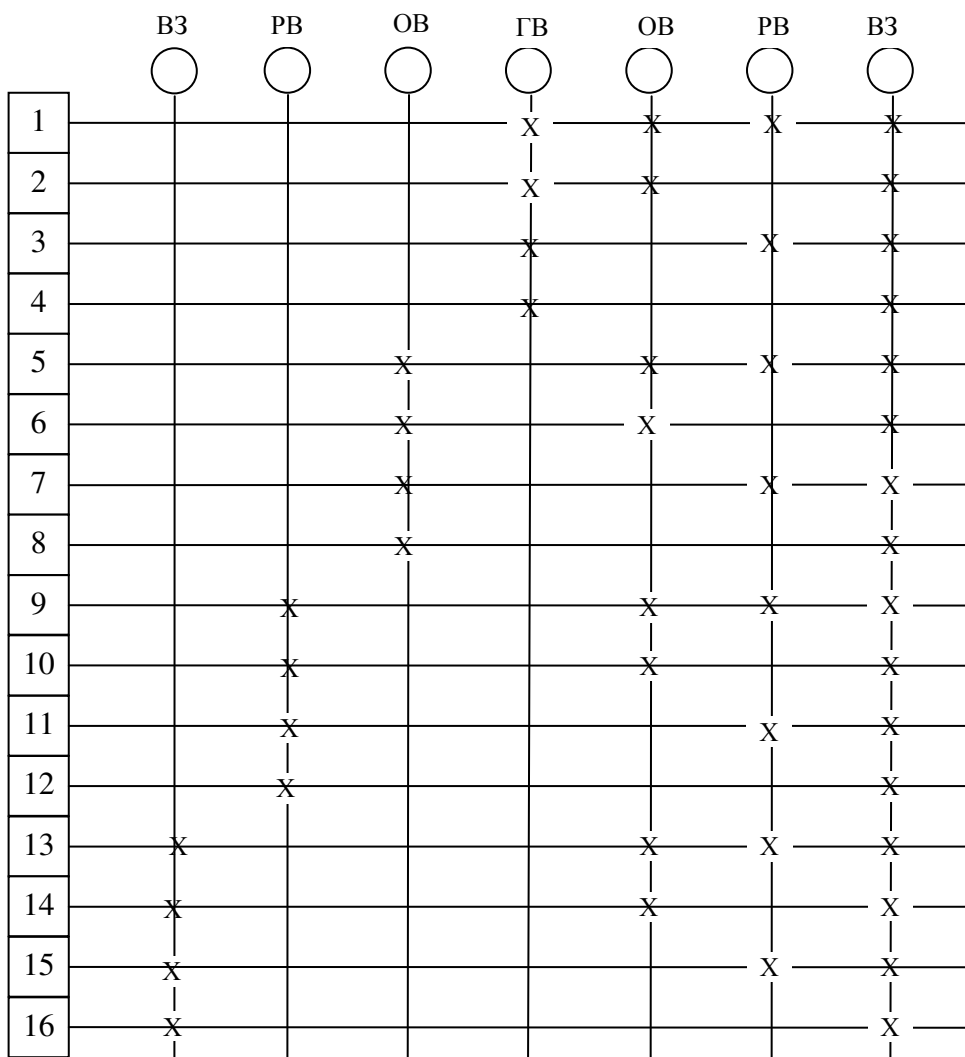 ВЗ РВ ОВ ГВ ОВ РВ ВЗ
1 X X X X
2 X X X
3 X X X
4 X X
5 X X X X
6 X X X
7 X X X
8 X X
9 X X X X
10 X X X
11 X X X
12 X X
13 X X X X
14 X X X
15 X X X
16 X X